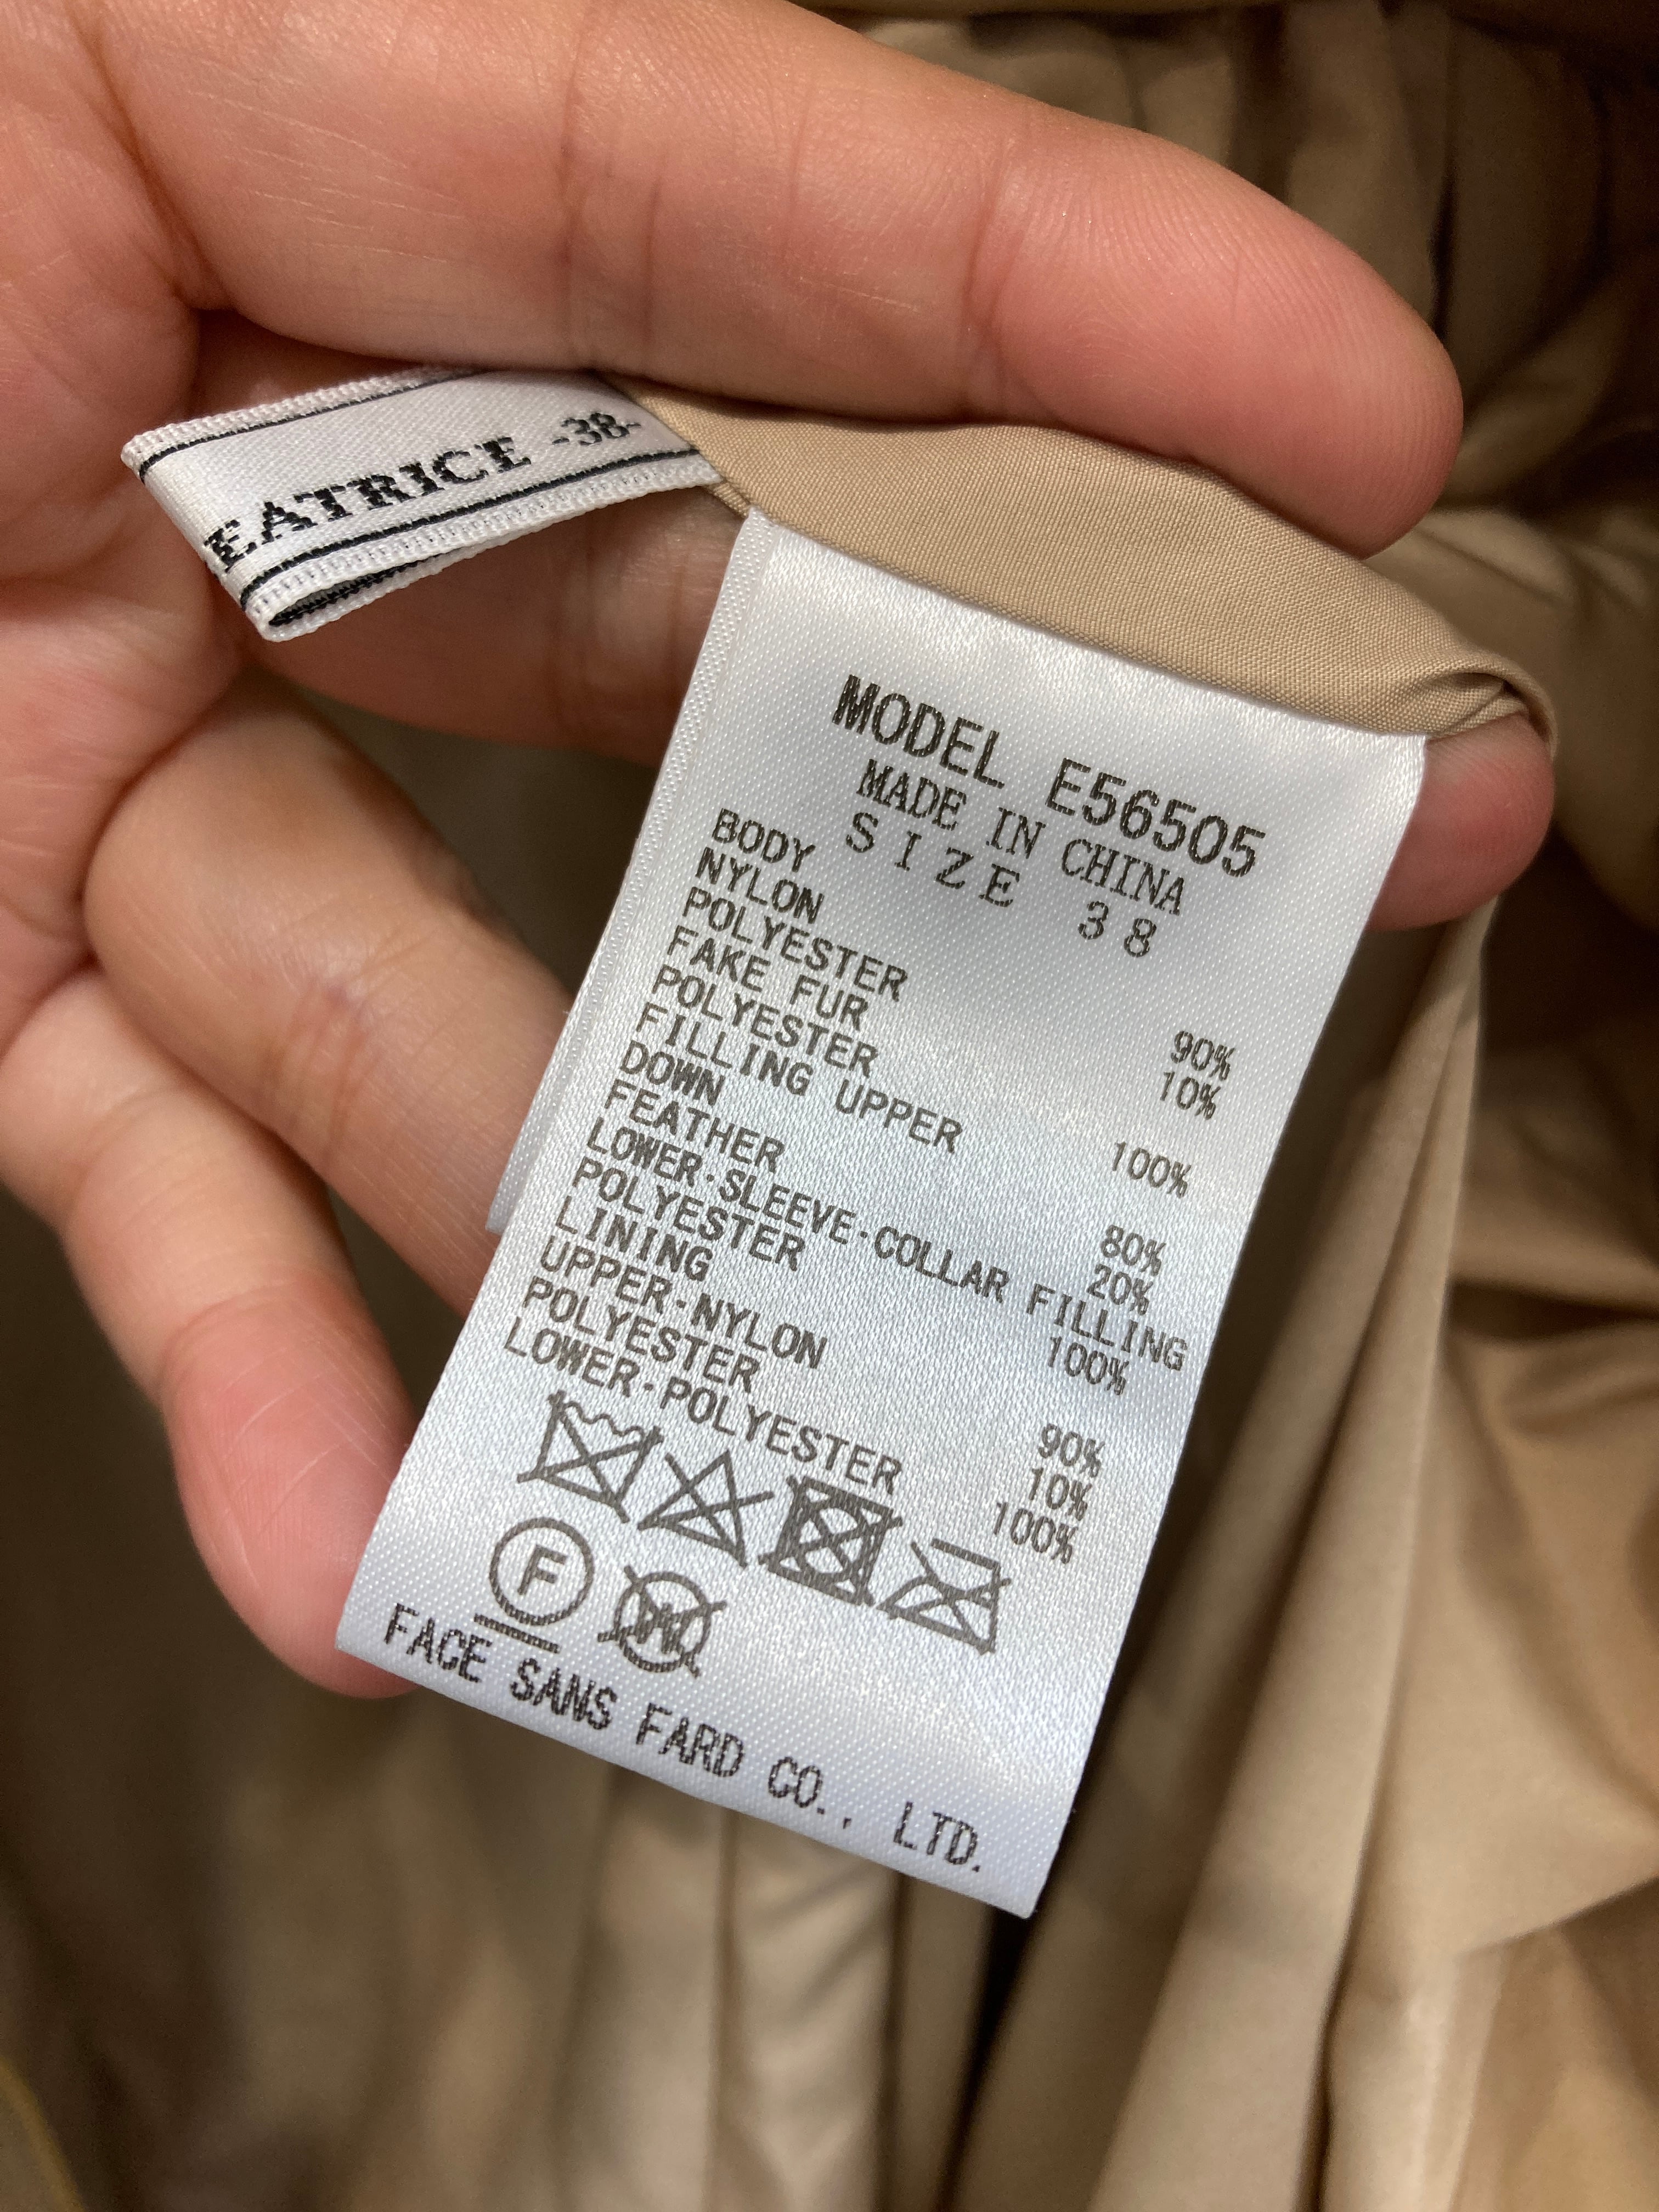 EATRICE -38-
MODEL E56505
MADE IN CHINA
SIZE 38
BODY
NYLON 90%
POLYESTER 10%
FAKE FUR
POLYESTER 100%
FILLING UPPER
DOWN 80%
FEATHER 20%
LOWER·SLEEVE·COLLAR FILLING
POLYESTER 100%
LINING
UPPER·NYLON 90%
POLYESTER 10%
LOWER·POLYESTER 100%
F
FACE SANS FARD CO., LTD.